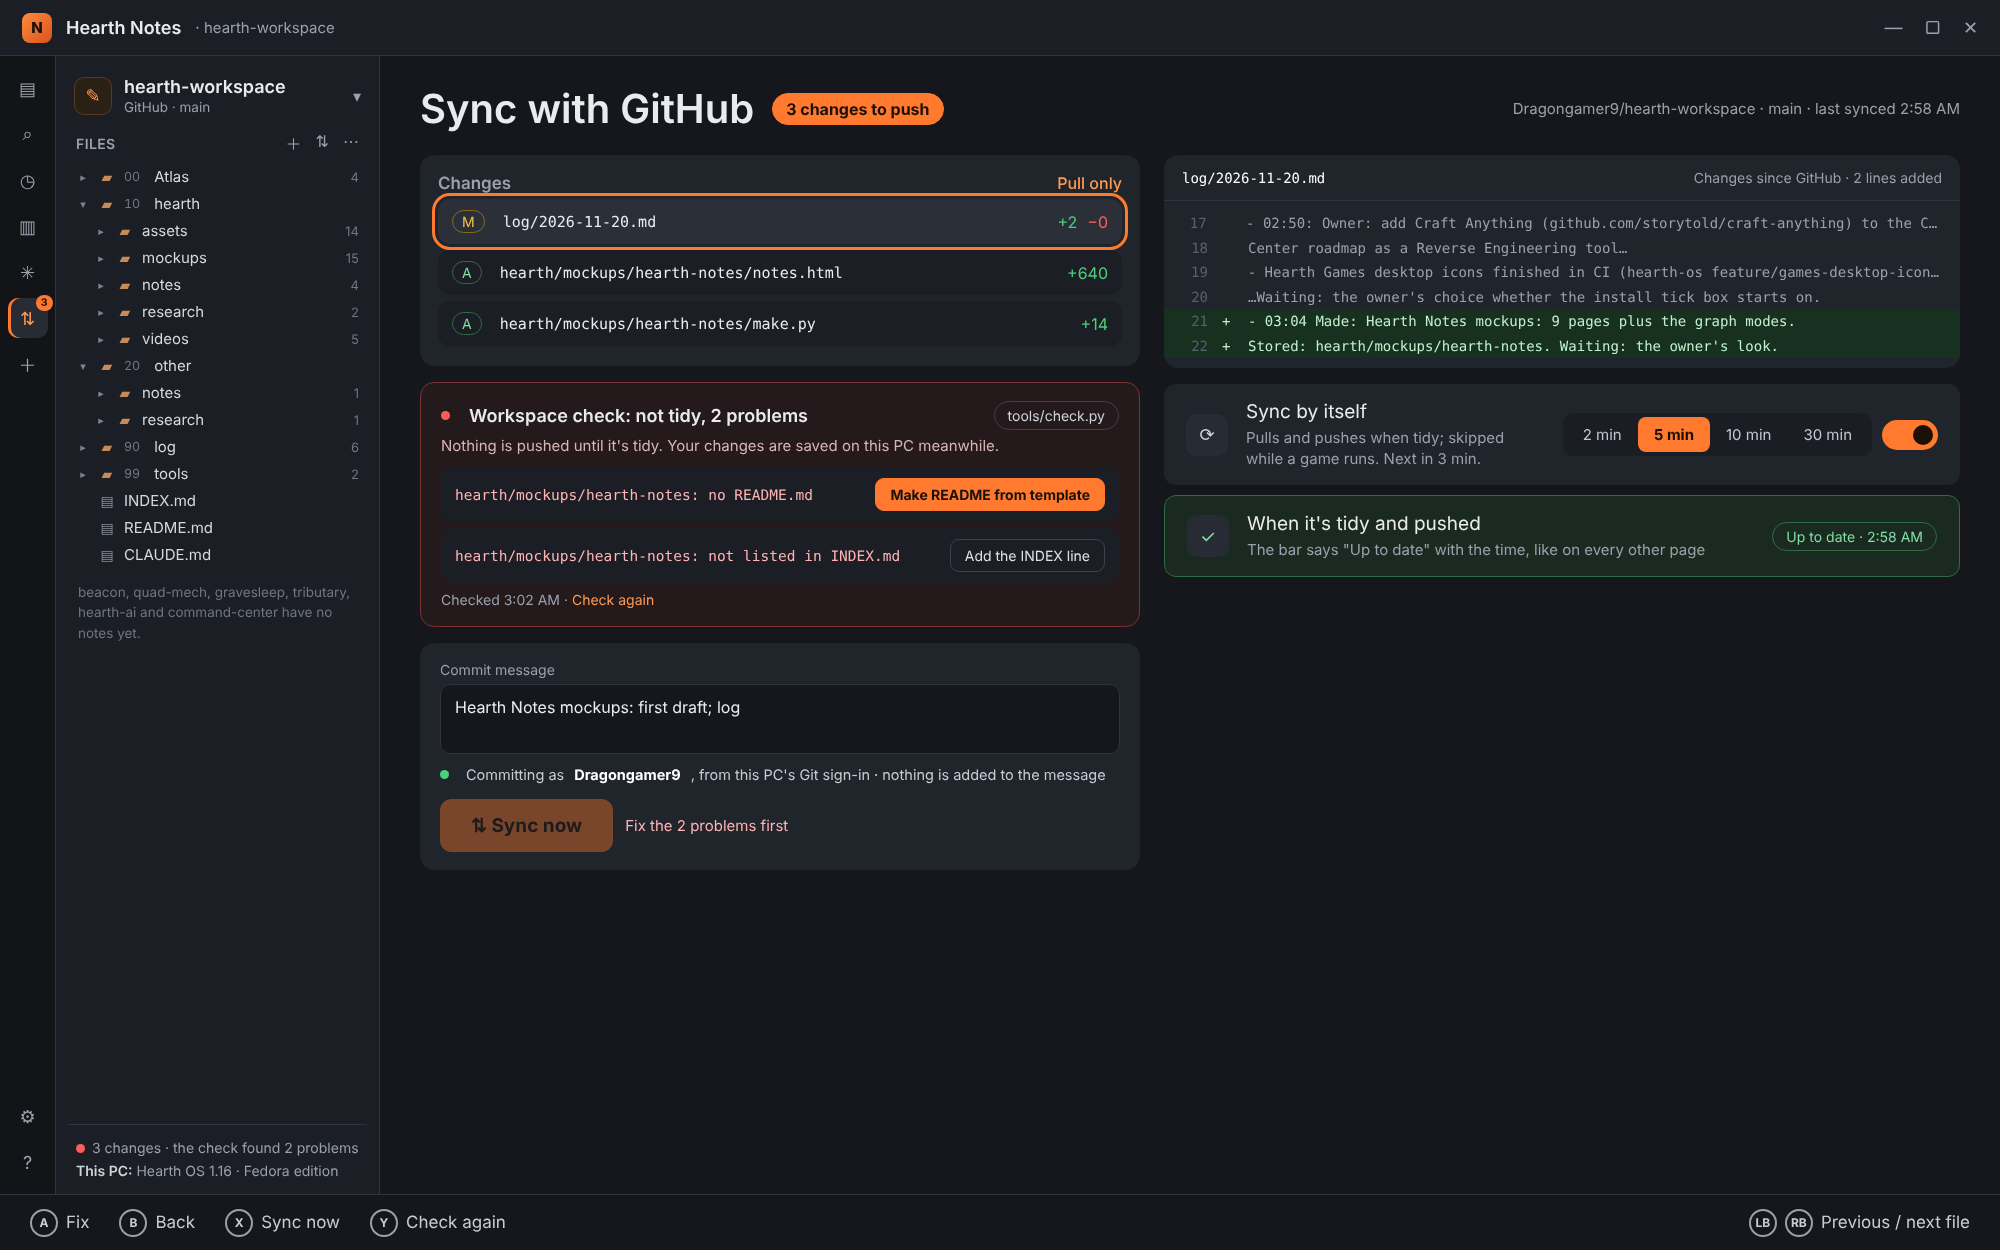 N Hearth Notes · hearth-workspace
hearth-workspace
GitHub · main
FILES
00 Atlas 4
10 hearth
assets 14
mockups 15
notes 4
research 2
videos 5
20 other
notes 1
research 1
90 log 6
99 tools 2
INDEX.md
README.md
CLAUDE.md
beacon, quad-mech, gravesleep, tributary,
hearth-ai and command-center have no
notes yet.
3
3 changes · the check found 2 problems
This PC: Hearth OS 1.16 · Fedora edition
Sync with GitHub 3 changes to push
Dragongamer9/hearth-workspace · main · last synced 2:58 AM
Changes Pull only
M log/2026-11-20.md +2 −0
A hearth/mockups/hearth-notes/notes.html +640
A hearth/mockups/hearth-notes/make.py +14
Workspace check: not tidy, 2 problems tools/check.py
Nothing is pushed until it's tidy. Your changes are saved on this PC meanwhile.
hearth/mockups/hearth-notes: no README.md Make README from template
hearth/mockups/hearth-notes: not listed in INDEX.md Add the INDEX line
Checked 3:02 AM · Check again
Commit message
Hearth Notes mockups: first draft; log
Committing as Dragongamer9 , from this PC's Git sign-in · nothing is added to the message
⇅ Sync now Fix the 2 problems first
log/2026-11-20.md Changes since GitHub · 2 lines added
17 - 02:50: Owner: add Craft Anything (github.com/storytold/craft-anything) to the C…
18 Center roadmap as a Reverse Engineering tool…
19 - Hearth Games desktop icons finished in CI (hearth-os feature/games-desktop-icon…
20 …Waiting: the owner's choice whether the install tick box starts on.
21 + - 03:04 Made: Hearth Notes mockups: 9 pages plus the graph modes.
22 + Stored: hearth/mockups/hearth-notes. Waiting: the owner's look.
Sync by itself
Pulls and pushes when tidy; skipped
while a game runs. Next in 3 min.
2 min 5 min 10 min 30 min
When it's tidy and pushed
The bar says "Up to date" with the time, like on every other page
Up to date · 2:58 AM
A Fix B Back X Sync now Y Check again LB RB Previous / next file